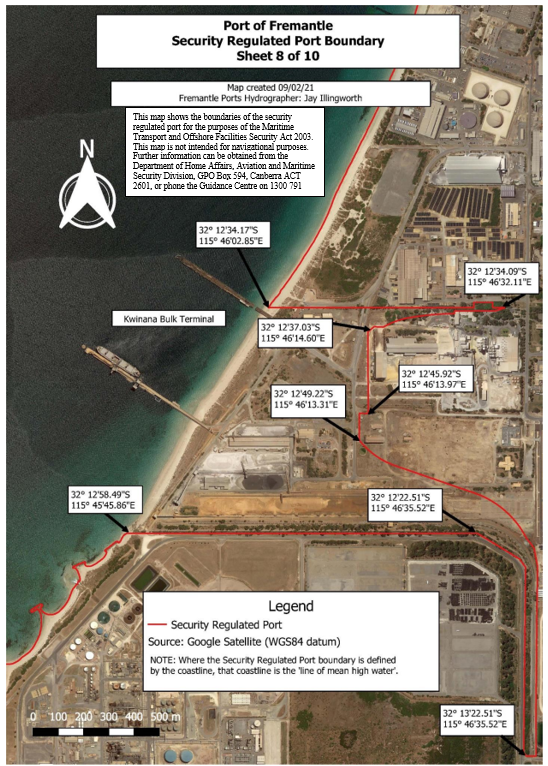 Port of Fremantle
Security Regulated Port Boundary
Sheet 8 of 10
Map created 09/02/21
Fremantle Ports Hydrographer: Jay Illingworth
This map shows the boundaries of the security
regulated port for the purposes of the Maritime
Transport and Offshore Facilities Security Act 2003.
This map is not intended for navigational purposes.
Further information can be obtained from the
Department of Home Affairs, Aviation and Maritime
Security Division, GPO Box 594, Canberra ACT
2601, or phone the Guidance Centre on 1300 791
N
32° 12'34.17"S
115° 46'02.85"E
32° 12'34.09"S
115° 46'32.11"E
Kwinana Bulk Terminal
32° 12'37.03"S
115° 46'14.60"E
32° 12'45.92"S
115° 46'13.97"E
32° 12'49.22"S
115° 46'13.31"E
32° 12'58.49"S
115° 45'45.86"E
32° 12'22.51"S
115° 46'35.52"E
Legend
Security Regulated Port
Source: Google Satellite (WGS84 datum)
NOTE: Where the Security Regulated Port boundary is defined
by the coastline, that coastline is the 'line of mean high water'.
0 100 200 300 400 500 m
32° 13'22.51"S
115° 46'35.52"E